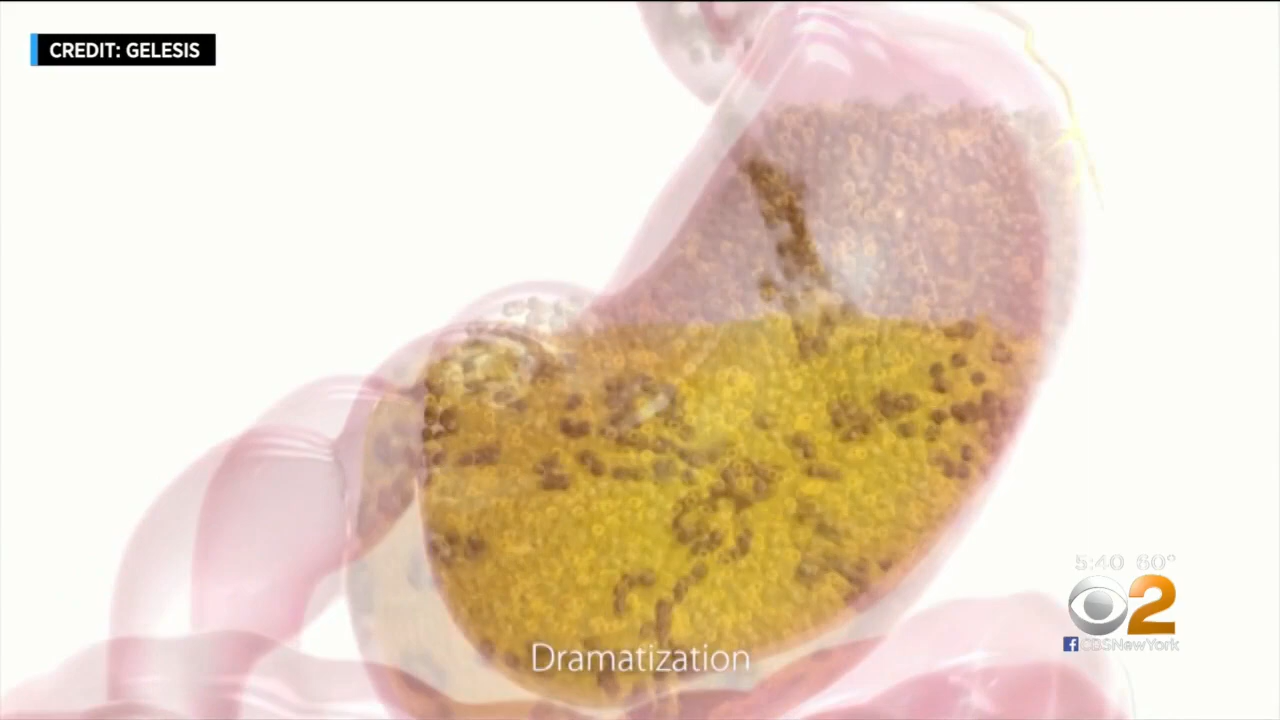 CREDIT: GELESIS
5:40 60°
2
CBSNewYork
Dramatization